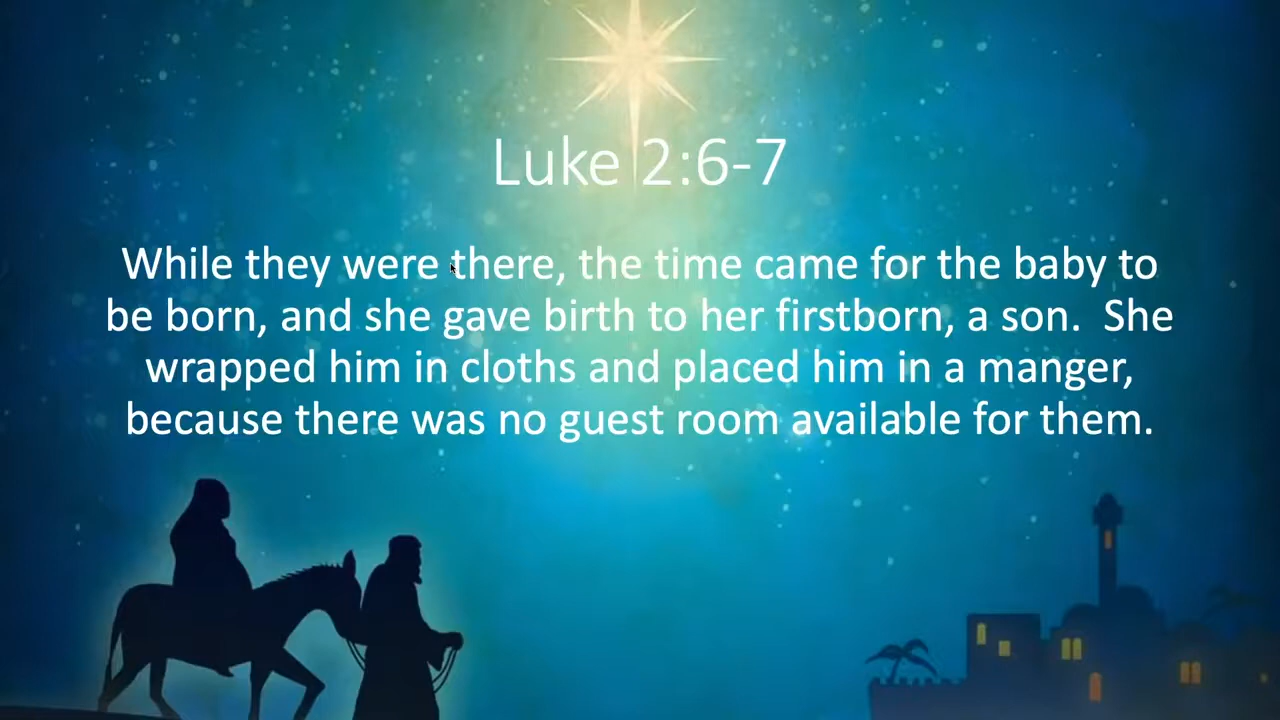 Luke 2:6-7
While they were there, the time came for the baby to
be born, and she gave birth to her firstborn, a son.  She
wrapped him in cloths and placed him in a manger,
because there was no guest room available for them.